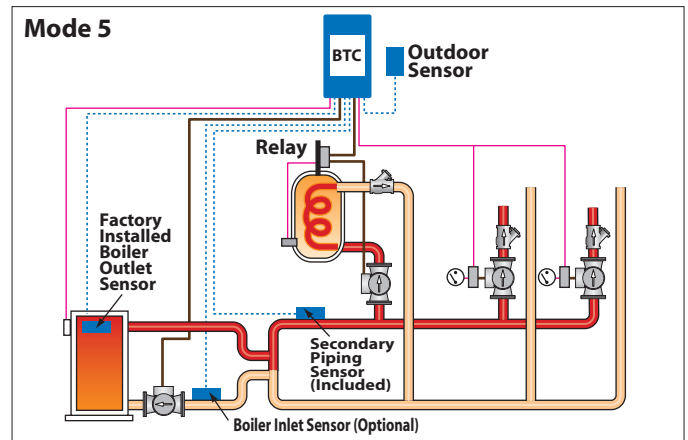 Mode 5
BTC
Outdoor
Sensor
Relay
Factory
Installed
Boiler
Outlet
Sensor
Secondary
Piping
Sensor
(Included)
Boiler Inlet Sensor (Optional)